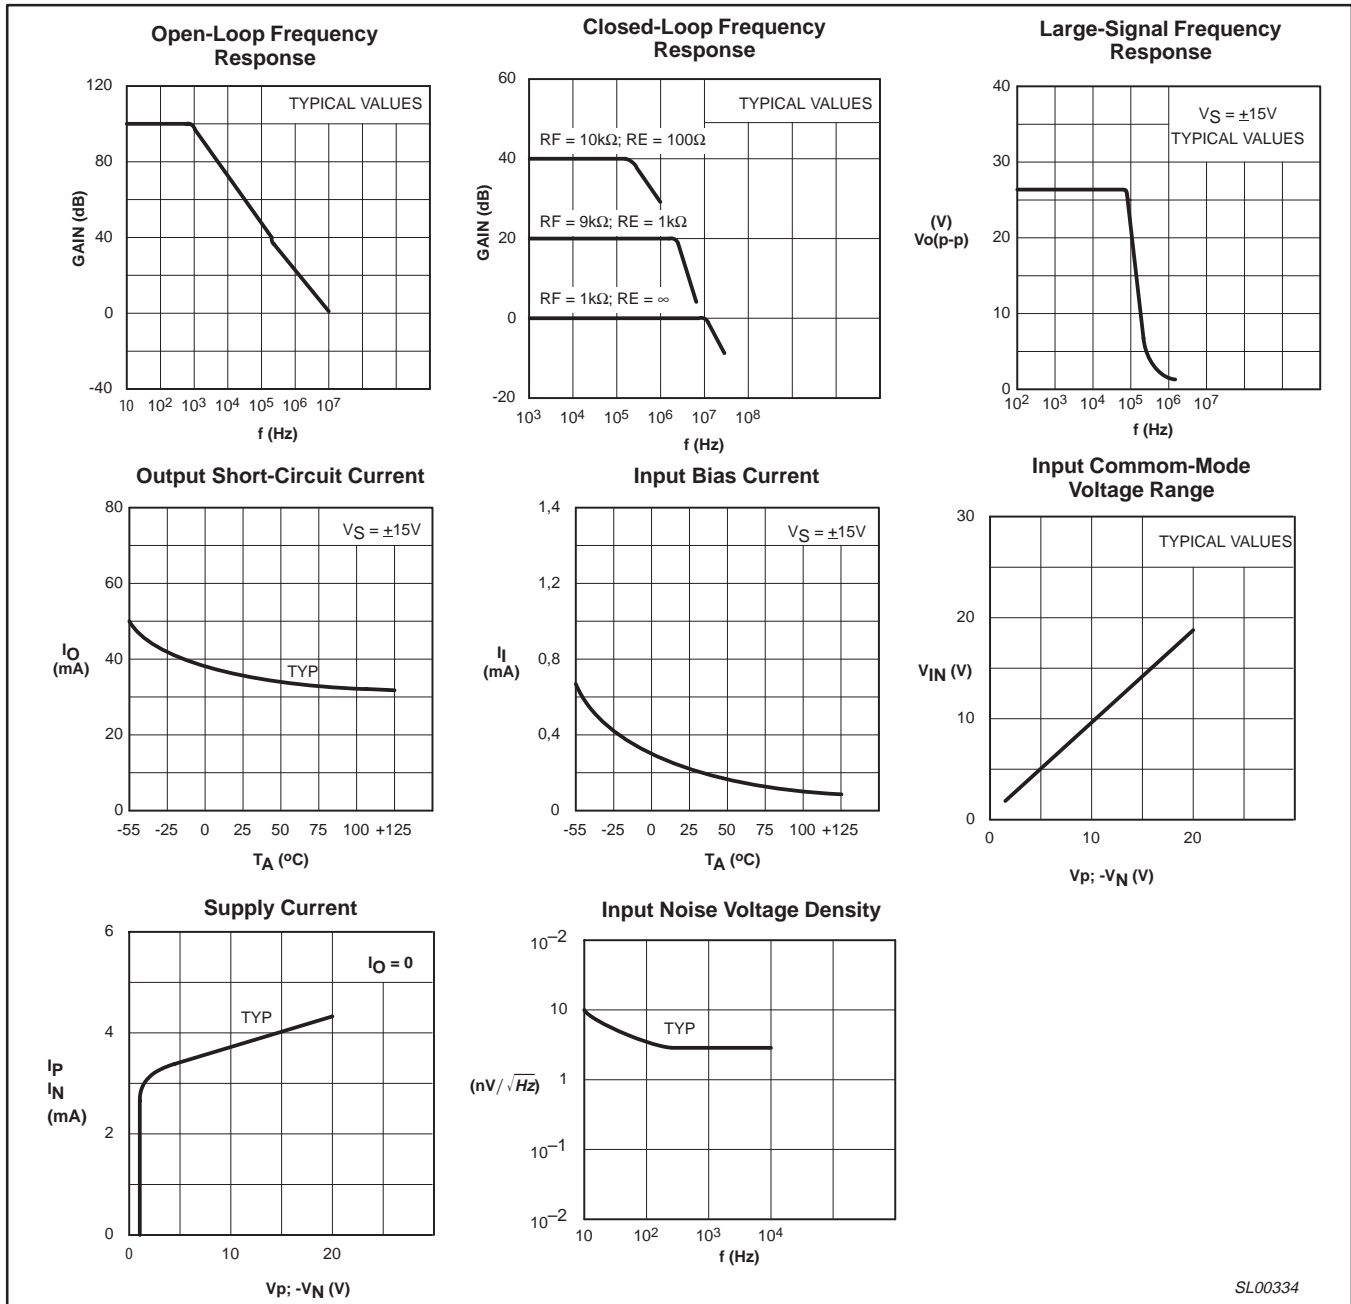 Open-Loop Frequency
Response
120
80
40
0
-40
GAIN (dB)
TYPICAL VALUES
10 10² 10³ 10⁴ 10⁵ 10⁶ 10⁷
f (Hz)
Closed-Loop Frequency
Response
60
40
20
0
-20
GAIN (dB)
TYPICAL VALUES
RF = 10kΩ; RE = 100Ω
RF = 9kΩ; RE = 1kΩ
RF = 1kΩ; RE = ∞
10³ 10⁴ 10⁵ 10⁶ 10⁷ 10⁸
f (Hz)
Large-Signal Frequency
Response
40
30
20
10
0
(V)
Vo(p-p)
VS = ±15V
TYPICAL VALUES
10² 10³ 10⁴ 10⁵ 10⁶ 10⁷
f (Hz)
Output Short-Circuit Current
80
60
40
20
0
IO
(mA)
VS = ±15V
TYP
-55 -25 0 25 50 75 100 +125
TA (oC)
Input Bias Current
1,4
1,2
0,8
0,4
0
II
(mA)
VS = ±15V
-55 -25 0 25 50 75 100 +125
TA (oC)
Input Commom-Mode
Voltage Range
30
20
10
0
VIN (V)
TYPICAL VALUES
0 10 20
Vp; -VN (V)
Supply Current
6
4
2
0
IP
IN
(mA)
IO = 0
TYP
0 10 20
Vp; -VN (V)
Input Noise Voltage Density
10⁻²
10
1
10⁻¹
10⁻²
(nV/√Hz)
TYP
10 10² 10³ 10⁴
f (Hz)
SL00334